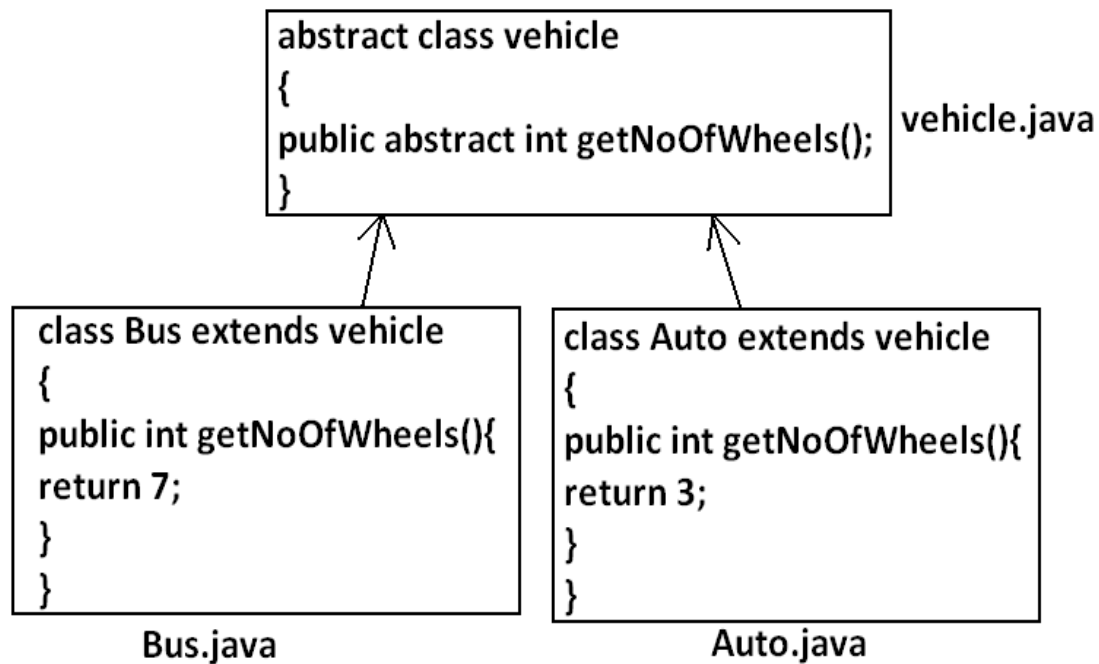 abstract class vehicle
{
public abstract int getNoOfWheels();
}
vehicle.java
class Bus extends vehicle
{
public int getNoOfWheels(){
return 7;
}
}
Bus.java
class Auto extends vehicle
{
public int getNoOfWheels(){
return 3;
}
}
Auto.java